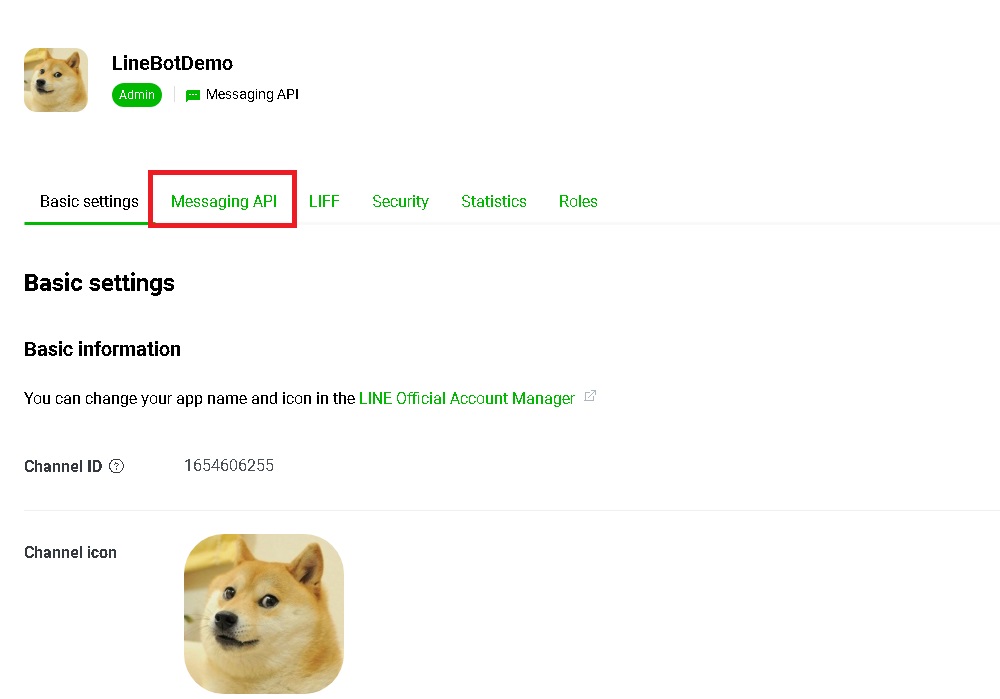 LineBotDemo
Admin Messaging API
Basic settings Messaging API LIFF Security Statistics Roles
Basic settings
Basic information
You can change your app name and icon in the LINE Official Account Manager
Channel ID ? 1654606255
Channel icon